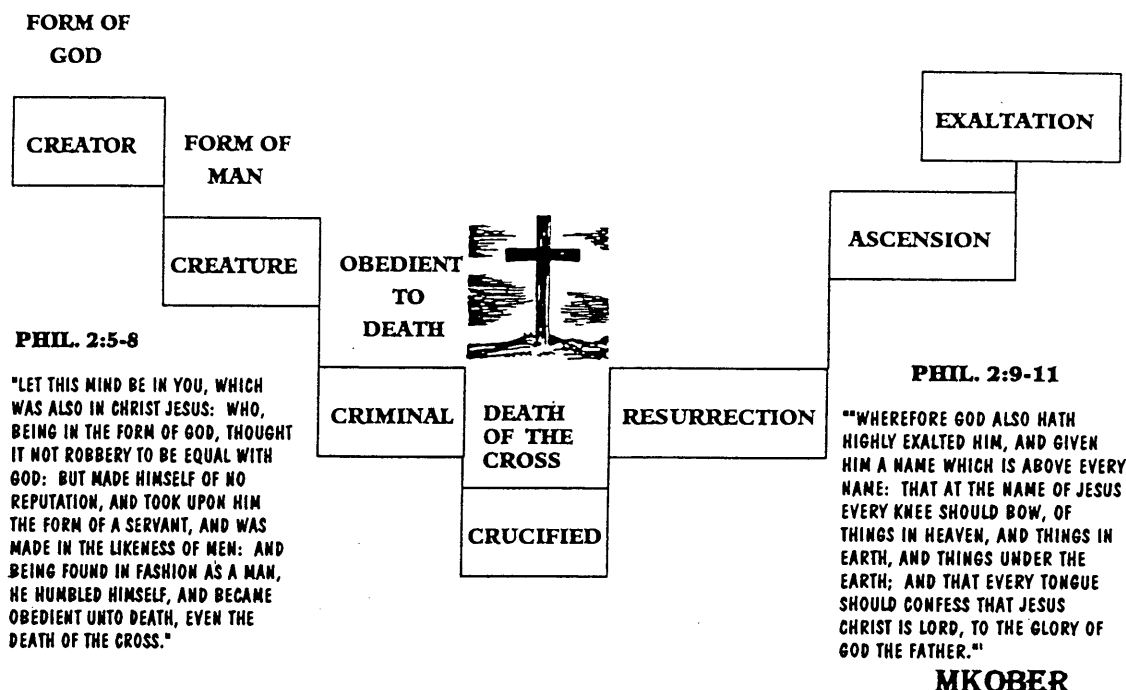 FORM OF
GOD
CREATOR
FORM OF
MAN
CREATURE
OBEDIENT
TO
DEATH
CRIMINAL
DEATH
OF THE
CROSS
CRUCIFIED
RESURRECTION
ASCENSION
EXALTATION
PHIL. 2:5-8
"LET THIS MIND BE IN YOU, WHICH
WAS ALSO IN CHRIST JESUS: WHO,
BEING IN THE FORM OF GOD, THOUGHT
IT NOT ROBBERY TO BE EQUAL WITH
GOD: BUT MADE HIMSELF OF NO
REPUTATION, AND TOOK UPON HIM
THE FORM OF A SERVANT, AND WAS
MADE IN THE LIKENESS OF MEN: AND
BEING FOUND IN FASHION AS A MAN,
HE HUMBLED HIMSELF, AND BECAME
OBEDIENT UNTO DEATH, EVEN THE
DEATH OF THE CROSS."
PHIL. 2:9-11
""WHEREFORE GOD ALSO HATH
HIGHLY EXALTED HIM, AND GIVEN
HIM A NAME WHICH IS ABOVE EVERY
NAME: THAT AT THE NAME OF JESUS
EVERY KNEE SHOULD BOW, OF
THINGS IN HEAVEN, AND THINGS IN
EARTH, AND THINGS UNDER THE
EARTH; AND THAT EVERY TONGUE
SHOULD CONFESS THAT JESUS
CHRIST IS LORD, TO THE GLORY OF
GOD THE FATHER."'
MKOBER